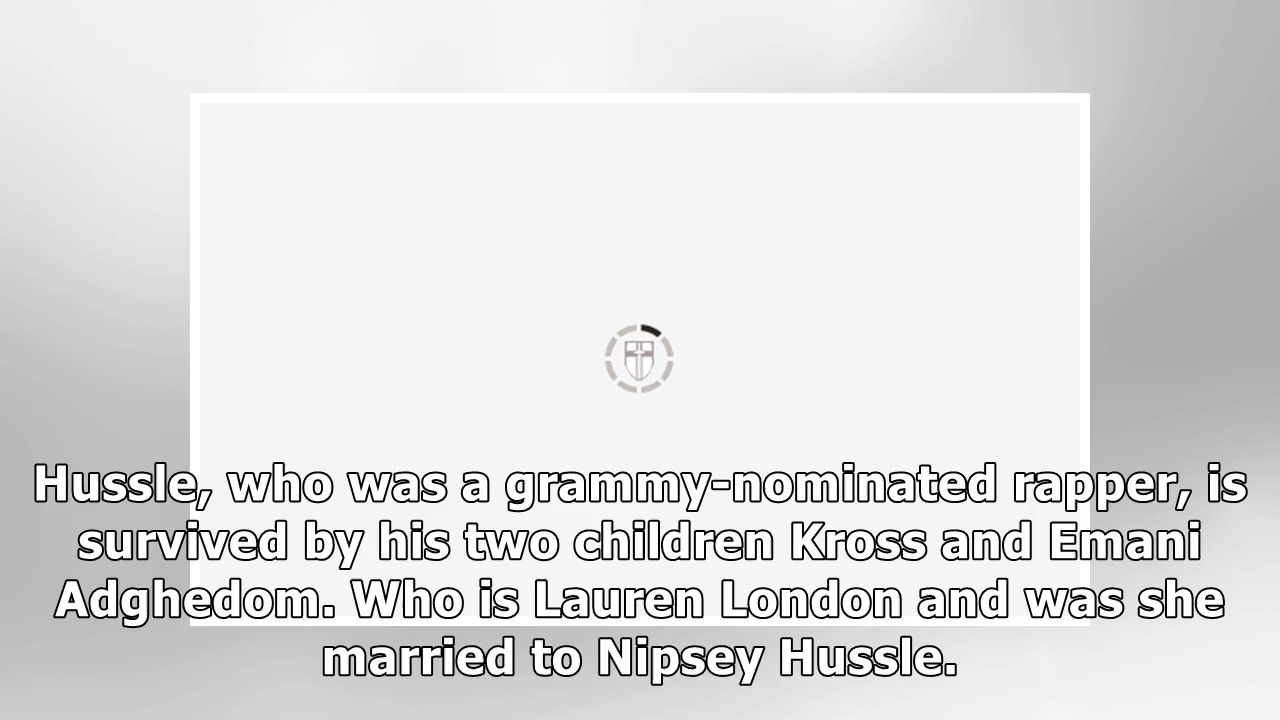 Hussle, who was a grammy-nominated rapper, is
survived by his two children Kross and Emani
Adghedom. Who is Lauren London and was she
married to Nipsey Hussle.